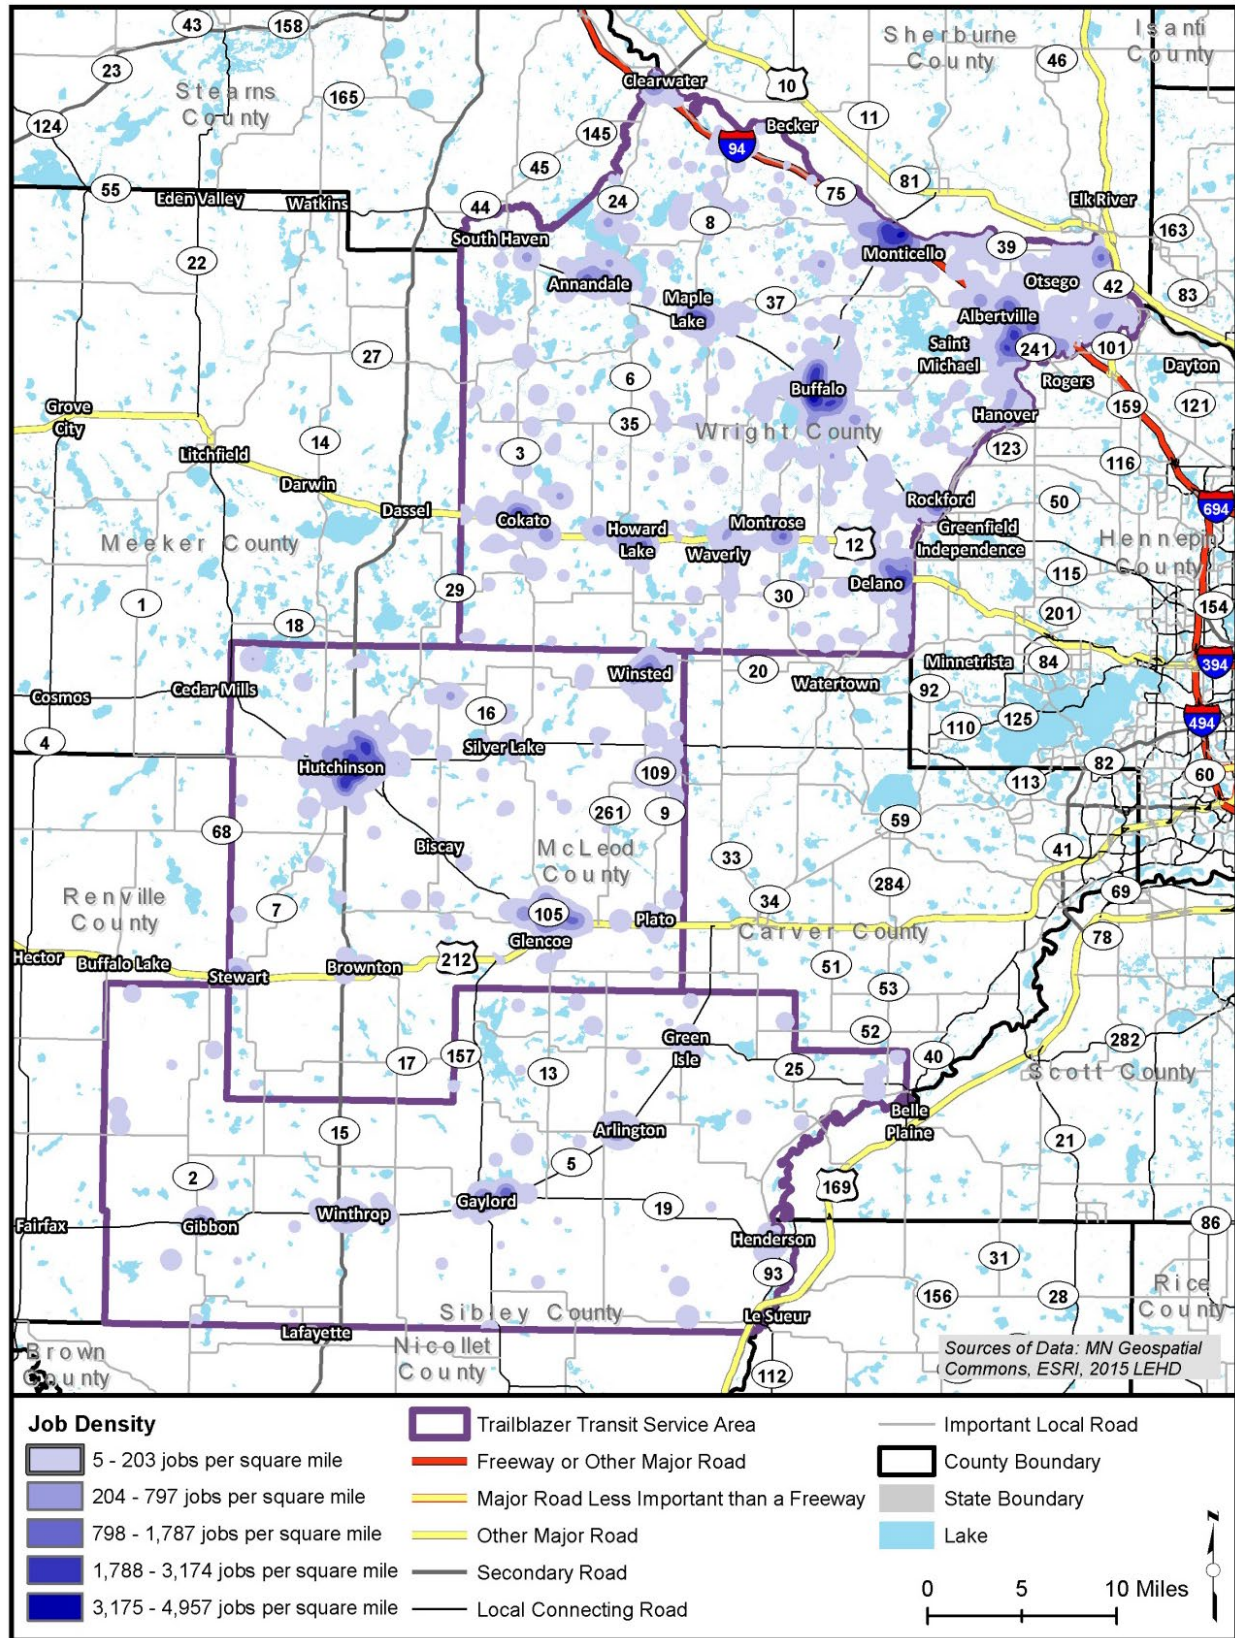 43
158
Sherburne
County
Isanti
County
23
46
Stearns
County
165
Clearwater
10
11
124
145
Becker
94
45
55
Eden Valley
Watkins
44
24
75
81
Elk River
8
163
South Haven
22
Monticello
39
Annandale
Otsego
42
83
Maple
Lake
37
Albertville
27
Saint
Michael
241
101
Rogers
Dayton
6
Buffalo
Grove
City
35
Hanover
159
121
14
Wright County
Litchfield
3
123
116
Darwin
Rockford
50
694
Dassel
Cokato
Howard
Lake
Montrose
Waverly
12
Greenfield
Independence
Hennepin
County
Meeker County
115
1
29
30
Delano
154
18
201
Winsted
20
Minnetrista
84
394
Cosmos
Cedar Mills
Watertown
92
16
110
125
494
4
Silver Lake
Hutchinson
109
82
60
113
261
9
59
68
Biscay
McLeod
County
33
41
Renville
County
7
284
69
105
34
Glencoe
Plato
Carver County
78
Hector
Buffalo Lake
Stewart
Brownton
212
51
53
Green
Isle
52
17
157
13
25
40
282
Scott County
Belle
Plaine
15
Arlington
21
2
5
169
Gaylord
19
Fairfax
Gibbon
Winthrop
86
Henderson
93
31
156
28
Rice
County
Sibley County
Le Sueur
Lafayette
Nicollet
County
Brown
County
112
Sources of Data: MN Geospatial
Commons, ESRI, 2015 LEHD
Job Density
5 - 203 jobs per square mile
204 - 797 jobs per square mile
798 - 1,787 jobs per square mile
1,788 - 3,174 jobs per square mile
3,175 - 4,957 jobs per square mile
Trailblazer Transit Service Area
Freeway or Other Major Road
Major Road Less Important than a Freeway
Other Major Road
Secondary Road
Local Connecting Road
Important Local Road
County Boundary
State Boundary
Lake
0 5 10 Miles
N